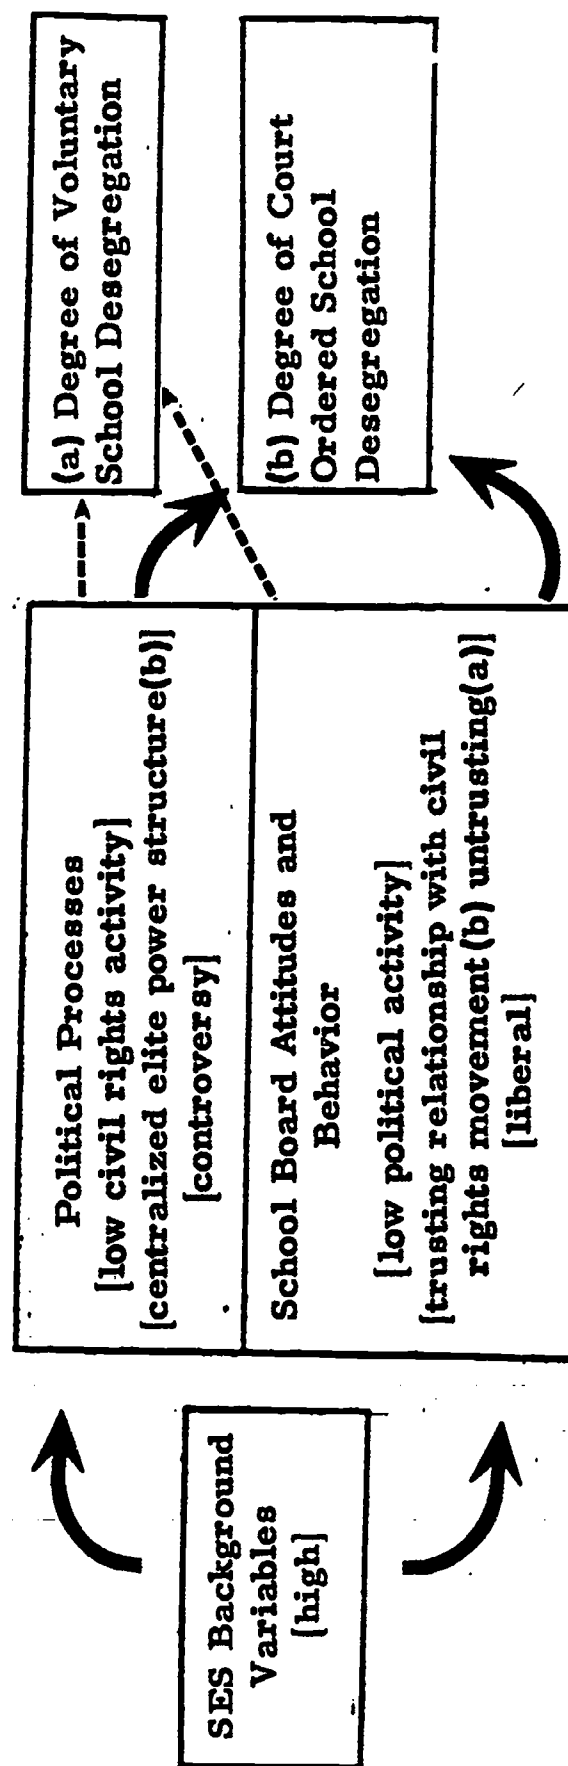 SES Background
Variables
[high]
Political Processes
[low civil rights activity]
[centralized elite power structure(b)]
[controversy]
School Board Attitudes and
Behavior
[low political activity]
[trusting relationship with civil
rights movement(b) untrusting(a)]
[liberal]
(a) Degree of Voluntary
School Desegregation
(b) Degree of Court
Ordered School
Desegregation